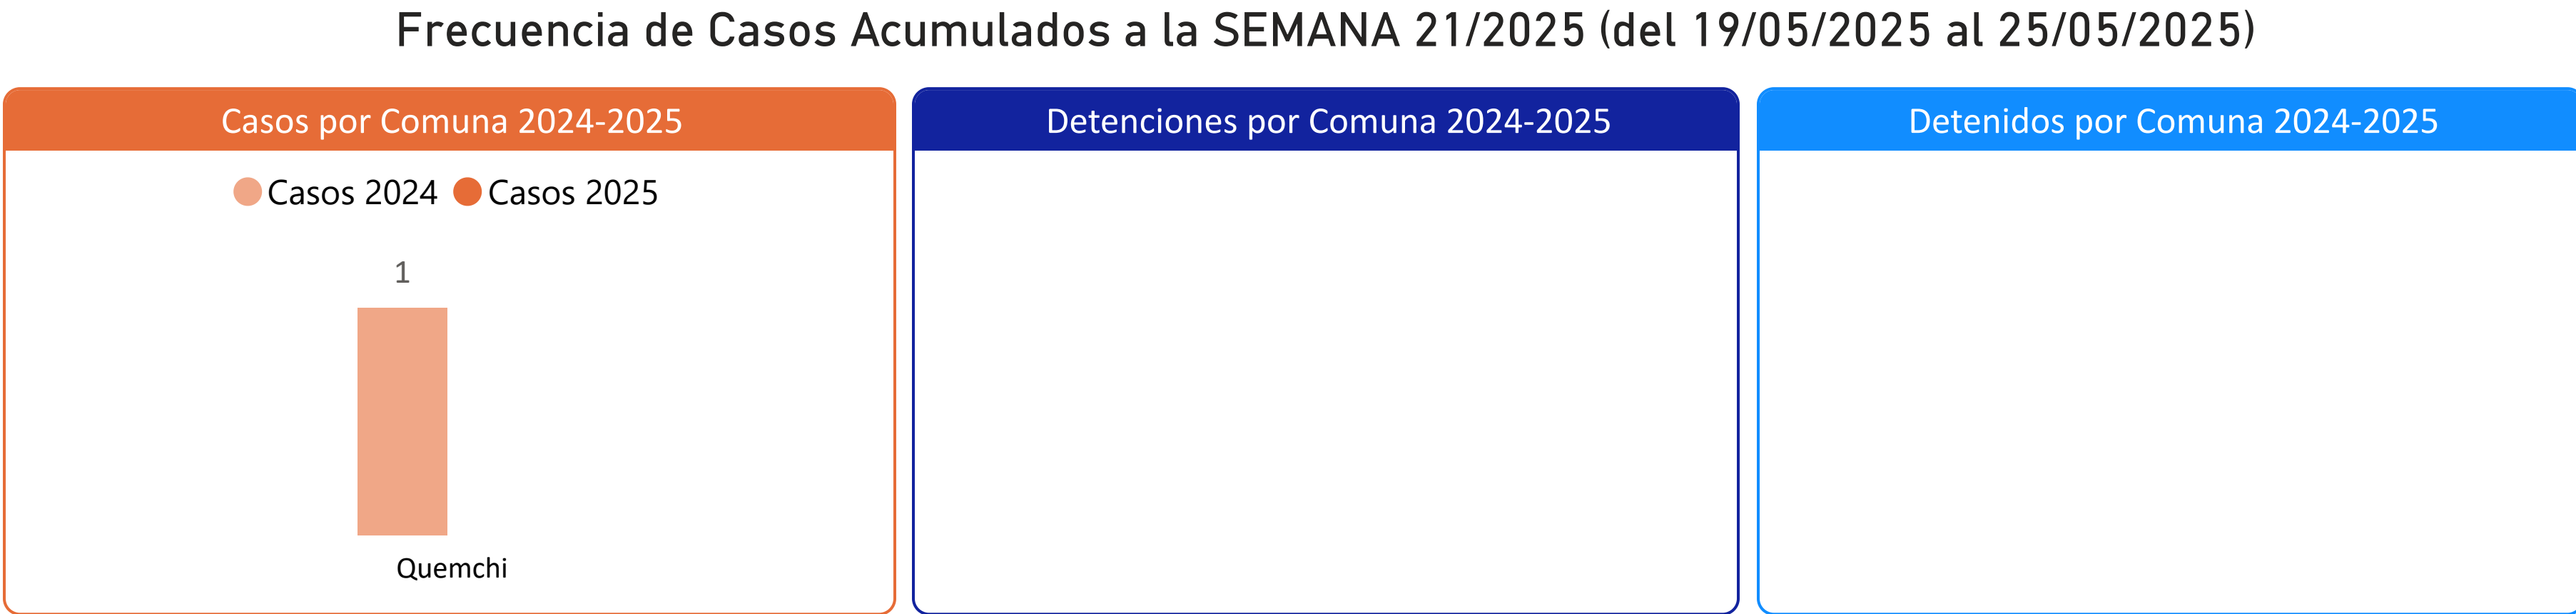 Frecuencia de Casos Acumulados a la SEMANA 21/2025 (del 19/05/2025 al 25/05/2025)
Casos por Comuna 2024-2025
Casos 2024 Casos 2025
1
Quemchi
Detenciones por Comuna 2024-2025
Detenidos por Comuna 2024-2025